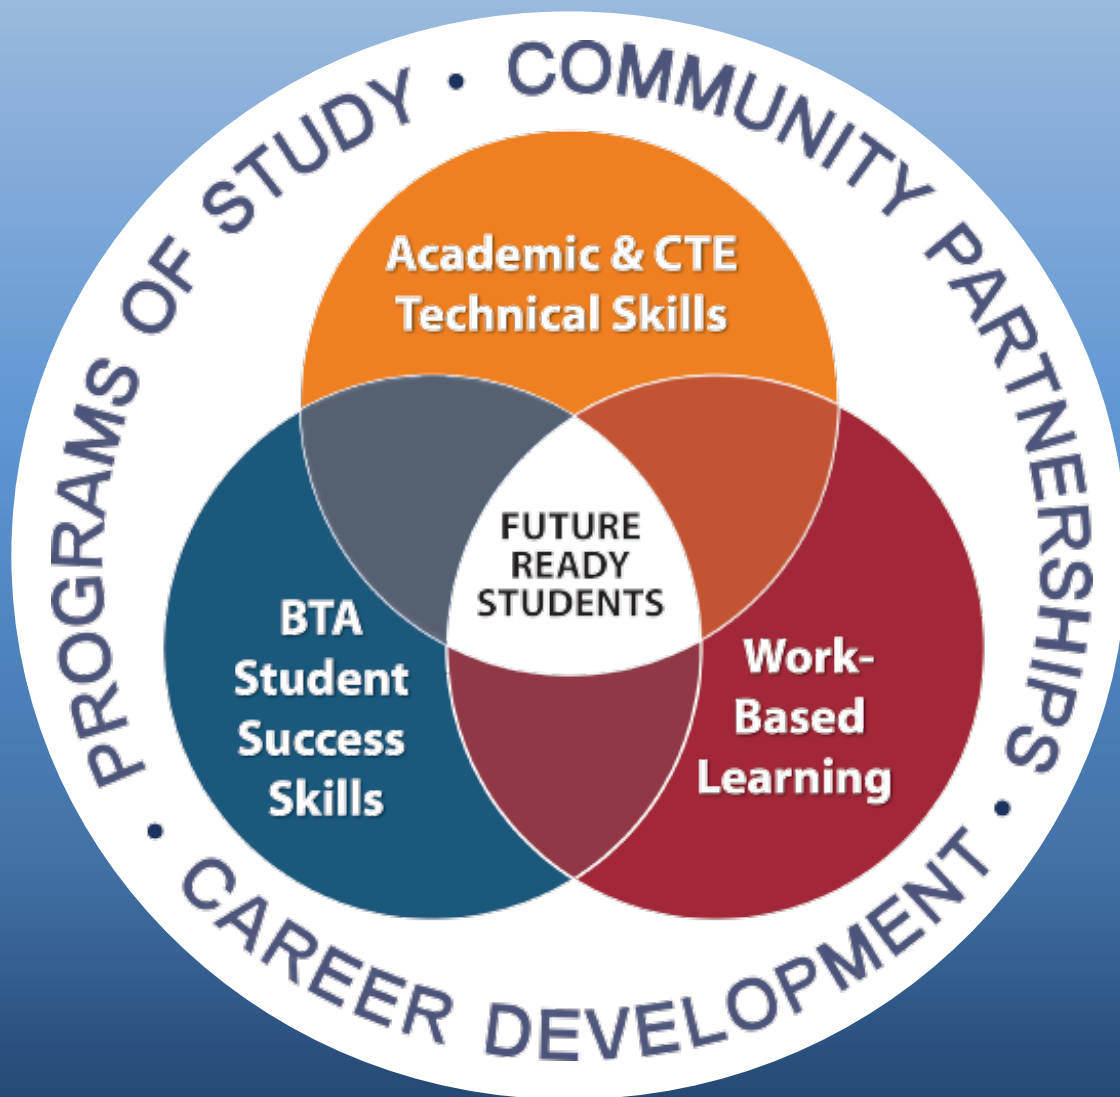 PROGRAMS OF STUDY • COMMUNITY PARTNERSHIPS • CAREER DEVELOPMENT •
Academic & CTE
Technical Skills
FUTURE
READY
STUDENTS
BTA
Student
Success
Skills
Work-
Based
Learning